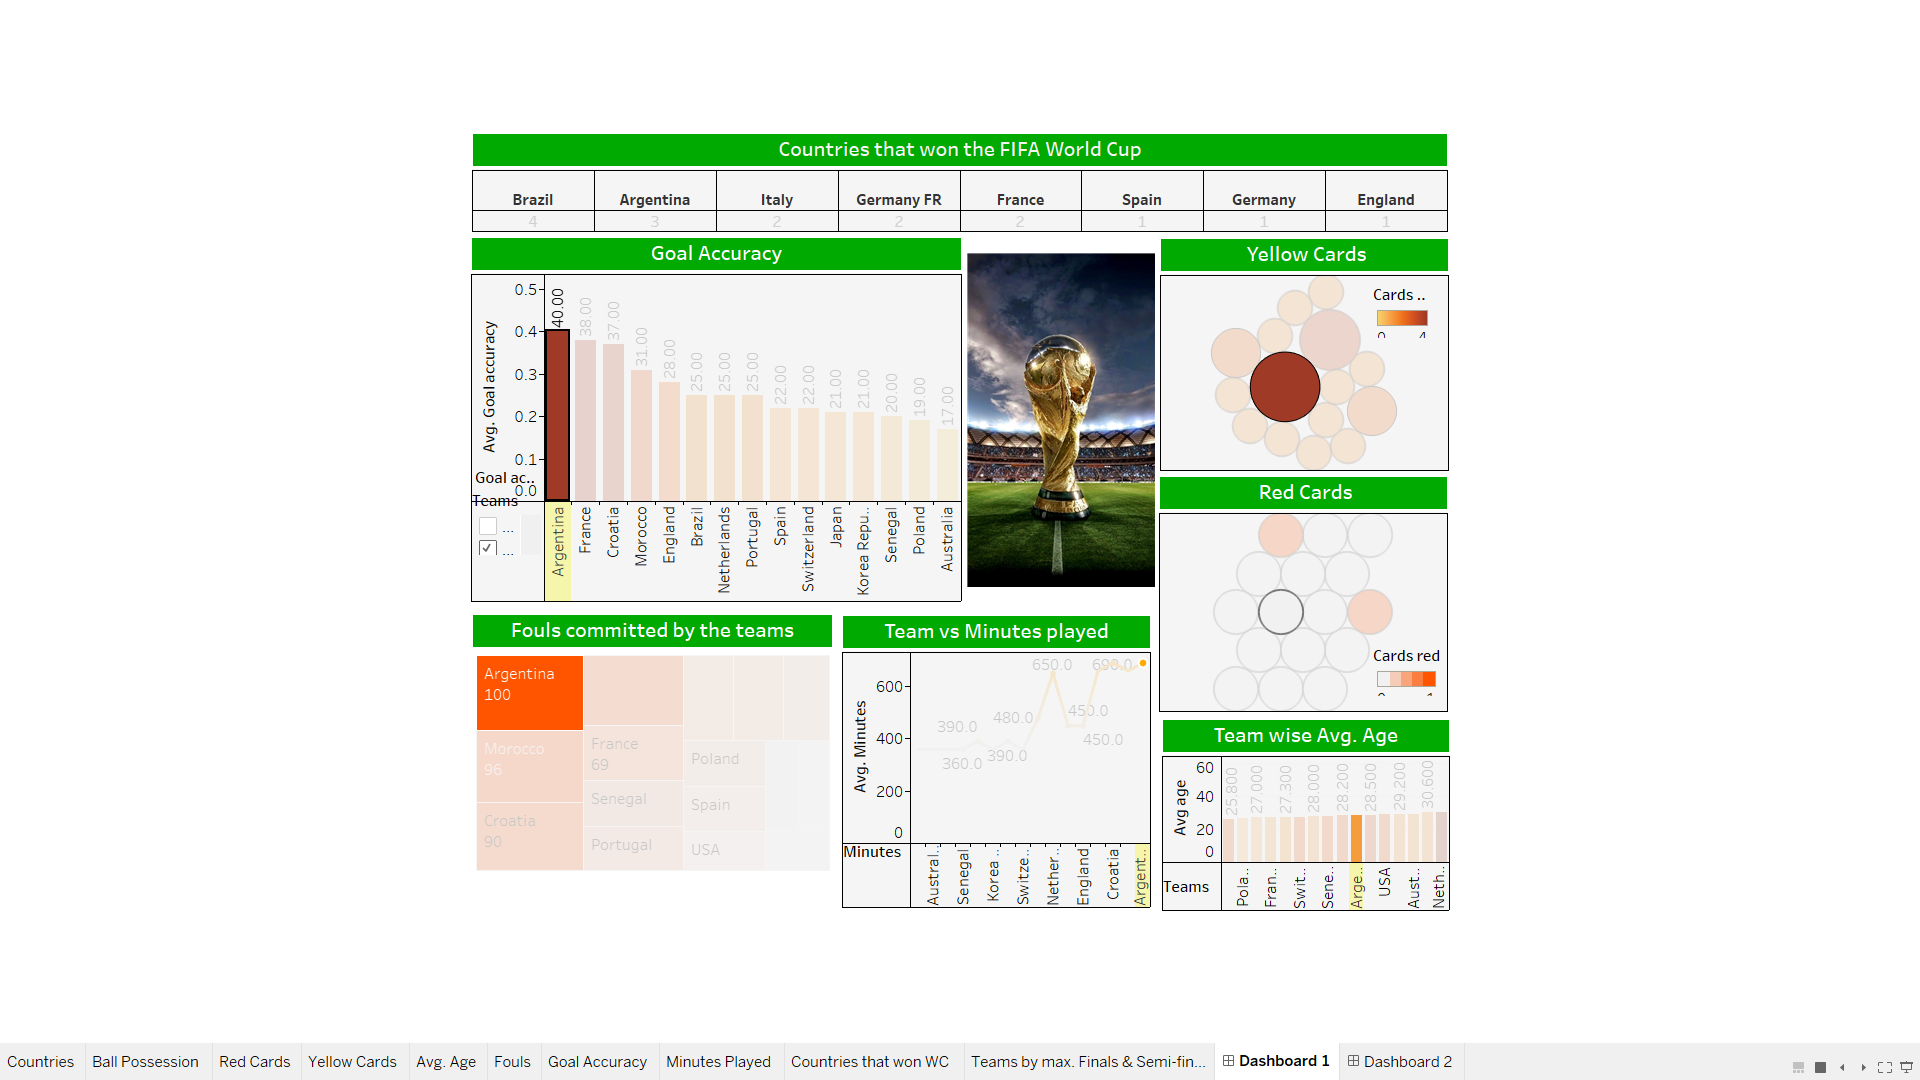 Countries that won the FIFA World Cup
Brazil Argentina Italy Germany FR France Spain Germany England
4 3 2 2 2 1 1 1
Goal Accuracy
Avg. Goal accuracy
0.5
0.4
0.3
0.2
0.1
0.0
40.00 38.00 37.00 31.00 28.00 25.00 25.00 25.00 22.00 22.00 21.00 21.00 20.00 19.00 17.00
Goal ac..
Teams
...
...
Argentina France Croatia Morocco England Brazil Netherlands Portugal Spain Switzerland Japan Korea Repu.. Senegal Poland Australia
Yellow Cards
Cards ..
Red Cards
Cards red
Fouls committed by the teams
Argentina
100
Morocco
96
Croatia
90
France
69
Senegal
Portugal
Poland
Spain
USA
Team vs Minutes played
Avg. Minutes
600
400
200
0
390.0
360.0
480.0
390.0
650.0
450.0
450.0
690.0
Minutes
Austral.. Senegal Korea .. Switze.. Nether.. England Croatia Argent..
Team wise Avg. Age
Avg age
60
40
20
0
25.800 27.000 27.300 28.000 28.200 28.500 29.200 30.600
Teams
Pola.. Fran.. Swit.. Sene.. Arge.. USA Aust.. Neth..
Countries Ball Possession Red Cards Yellow Cards Avg. Age Fouls Goal Accuracy Minutes Played Countries that won WC Teams by max. Finals & Semi-fin... Dashboard 1 Dashboard 2